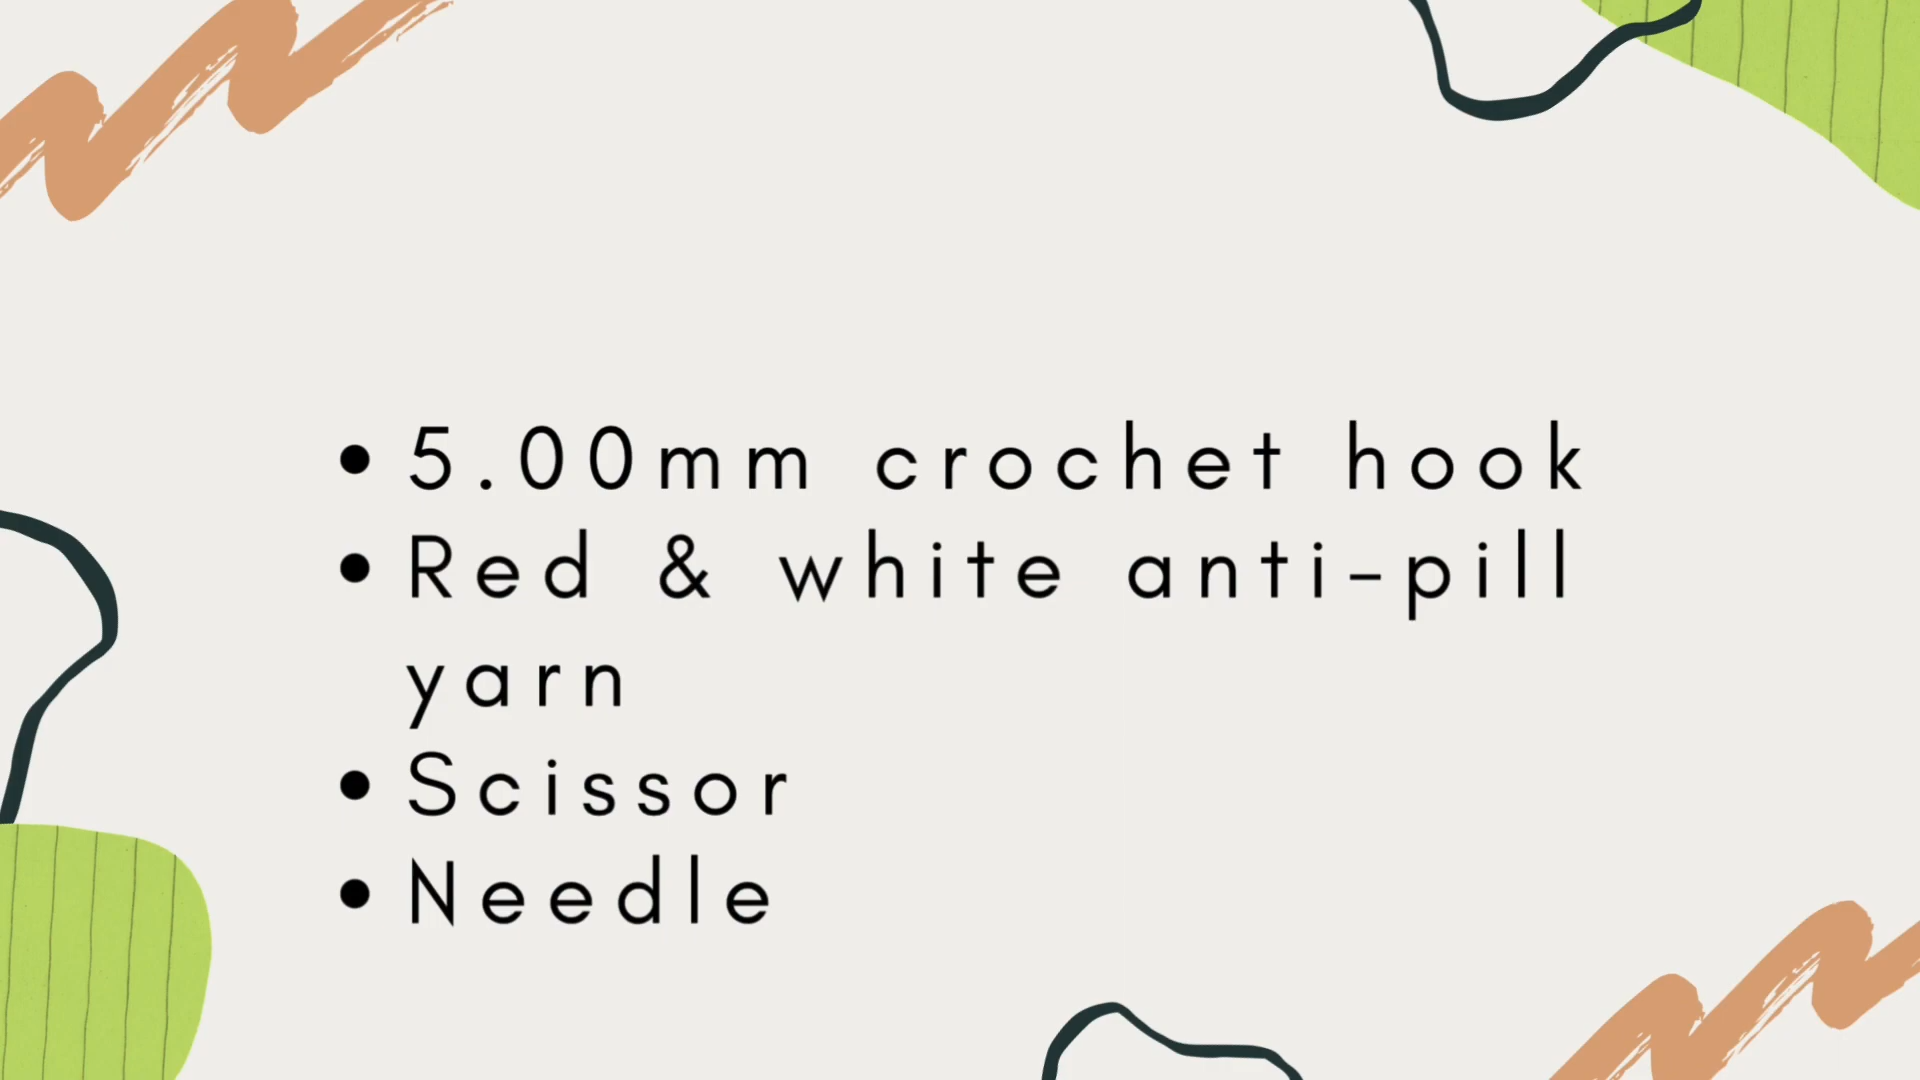 • 5.00mm crochet hook
• Red & white anti-pill
yarn
• Scissor
• Needle